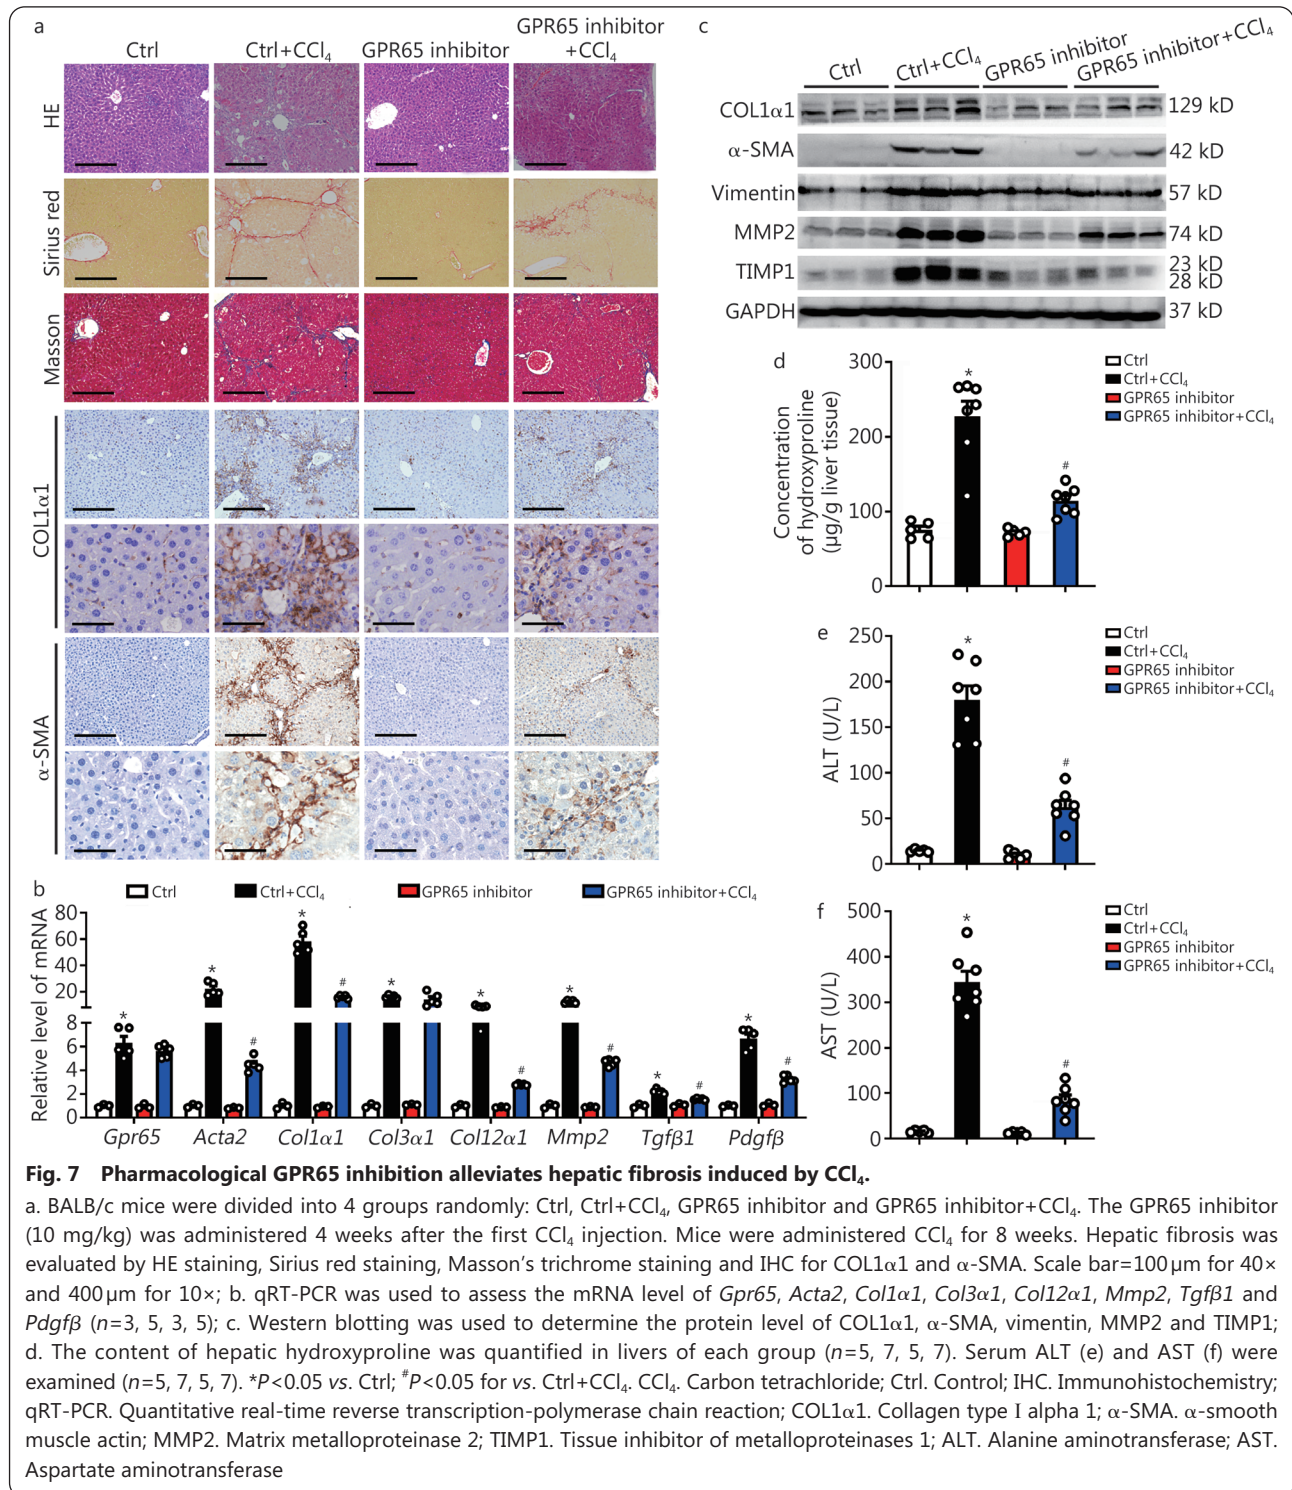 a
Ctrl
Ctrl+CCl₄
GPR65 inhibitor
GPR65 inhibitor
+CCl₄
HE
Sirius red
Masson
COL1α1
α-SMA
c
Ctrl
Ctrl+CCl₄
GPR65 inhibitor
GPR65 inhibitor+CCl₄
COL1α1 129 kD
α-SMA 42 kD
Vimentin 57 kD
MMP2 74 kD
TIMP1 23 kD
28 kD
GAPDH 37 kD
d
Concentration
of hydroxyproline
(μg/g liver tissue)
300
200
100
0
*
#
Ctrl
Ctrl+CCl₄
GPR65 inhibitor
GPR65 inhibitor+CCl₄
e
ALT (U/L)
250
200
150
100
50
0
*
#
Ctrl
Ctrl+CCl₄
GPR65 inhibitor
GPR65 inhibitor+CCl₄
b
Ctrl
Ctrl+CCl₄
GPR65 inhibitor
GPR65 inhibitor+CCl₄
Relative level of mRNA
80
60
40
20
8
6
4
2
0
* * # * # * * # * # * # * #
Gpr65 Acta2 Col1α1 Col3α1 Col12α1 Mmp2 Tgfβ1 Pdgfβ
f
AST (U/L)
500
400
300
200
100
0
*
#
Ctrl
Ctrl+CCl₄
GPR65 inhibitor
GPR65 inhibitor+CCl₄
Fig. 7 Pharmacological GPR65 inhibition alleviates hepatic fibrosis induced by CCl₄.
a. BALB/c mice were divided into 4 groups randomly: Ctrl, Ctrl+CCl₄, GPR65 inhibitor and GPR65 inhibitor+CCl₄. The GPR65 inhibitor
(10 mg/kg) was administered 4 weeks after the first CCl₄ injection. Mice were administered CCl₄ for 8 weeks. Hepatic fibrosis was
evaluated by HE staining, Sirius red staining, Masson's trichrome staining and IHC for COL1α1 and α-SMA. Scale bar=100 μm for 40×
and 400 μm for 10×; b. qRT-PCR was used to assess the mRNA level of Gpr65, Acta2, Col1α1, Col3α1, Col12α1, Mmp2, Tgfβ1 and
Pdgfβ (n=3, 5, 3, 5); c. Western blotting was used to determine the protein level of COL1α1, α-SMA, vimentin, MMP2 and TIMP1;
d. The content of hepatic hydroxyproline was quantified in livers of each group (n=5, 7, 5, 7). Serum ALT (e) and AST (f) were
examined (n=5, 7, 5, 7). *P<0.05 vs. Ctrl; #P<0.05 for vs. Ctrl+CCl₄. CCl₄. Carbon tetrachloride; Ctrl. Control; IHC. Immunohistochemistry;
qRT-PCR. Quantitative real-time reverse transcription-polymerase chain reaction; COL1α1. Collagen type I alpha 1; α-SMA. α-smooth
muscle actin; MMP2. Matrix metalloproteinase 2; TIMP1. Tissue inhibitor of metalloproteinases 1; ALT. Alanine aminotransferase; AST.
Aspartate aminotransferase